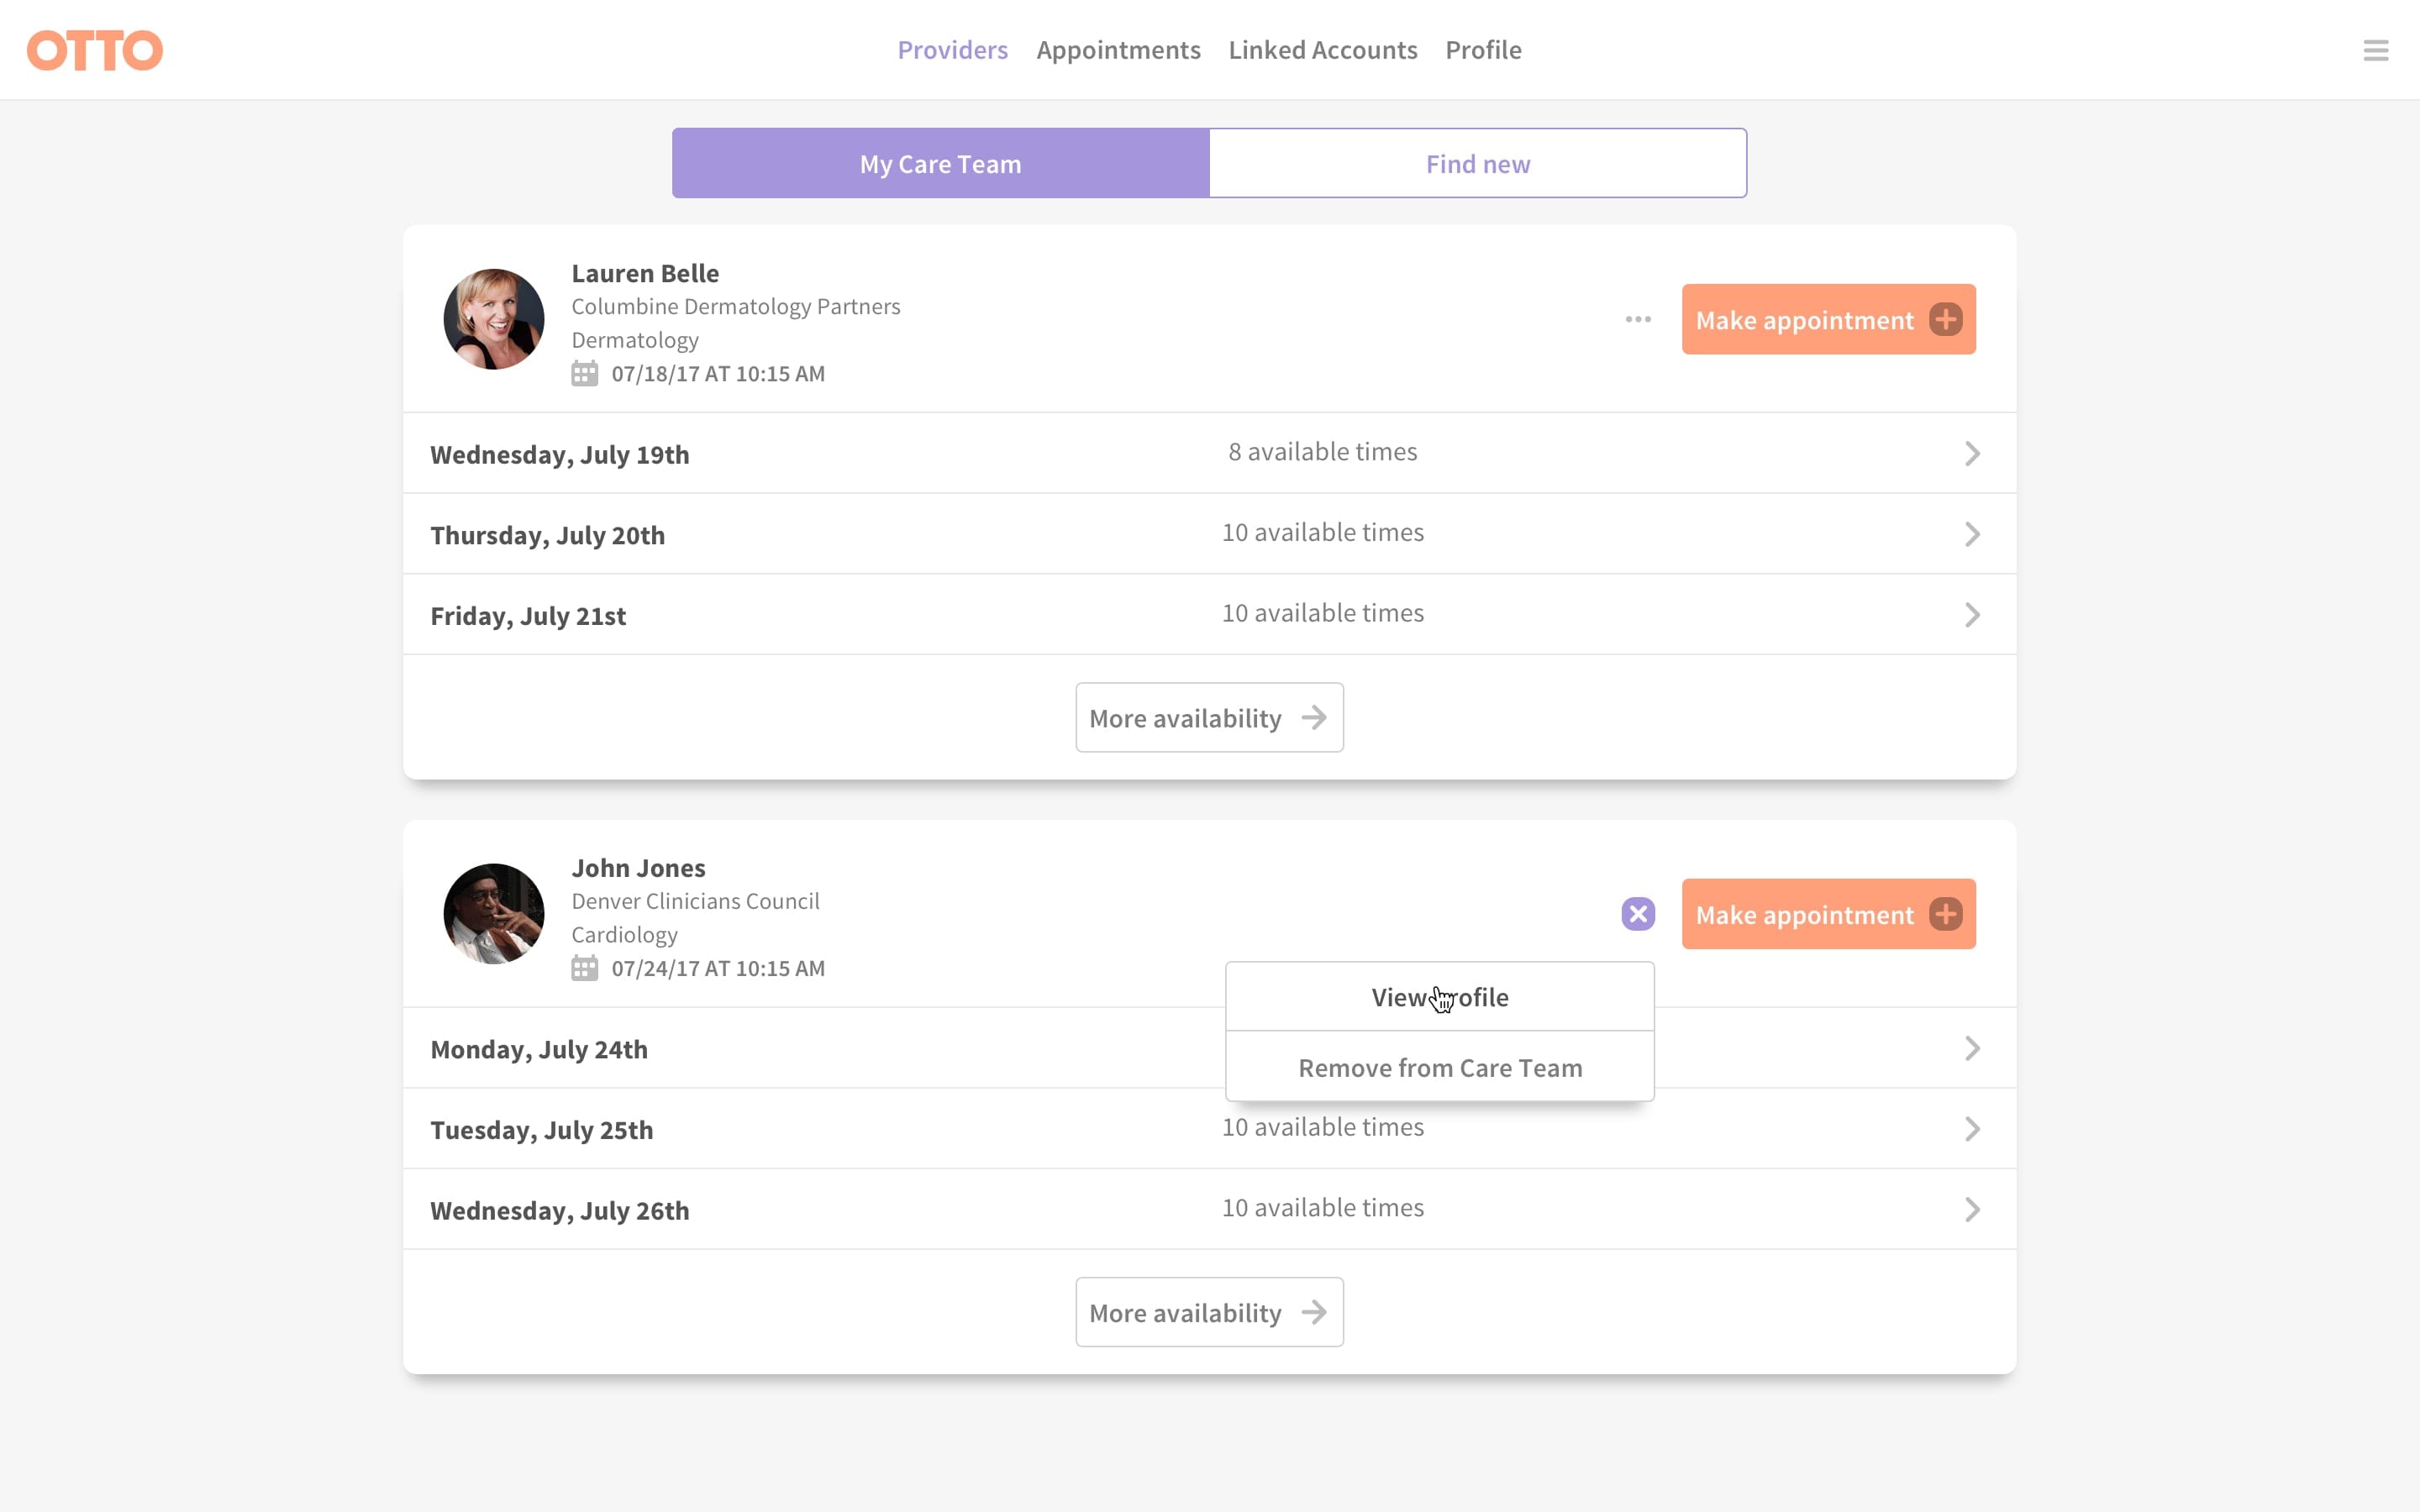 OTTO
Providers Appointments Linked Accounts Profile
My Care Team
Find new
Lauren Belle
Columbine Dermatology Partners
Dermatology
07/18/17 AT 10:15 AM
Make appointment
Wednesday, July 19th
8 available times
Thursday, July 20th
10 available times
Friday, July 21st
10 available times
More availability
John Jones
Denver Clinicians Council
Cardiology
07/24/17 AT 10:15 AM
Make appointment
View Profile
Remove from Care Team
Monday, July 24th
Tuesday, July 25th
10 available times
Wednesday, July 26th
10 available times
More availability